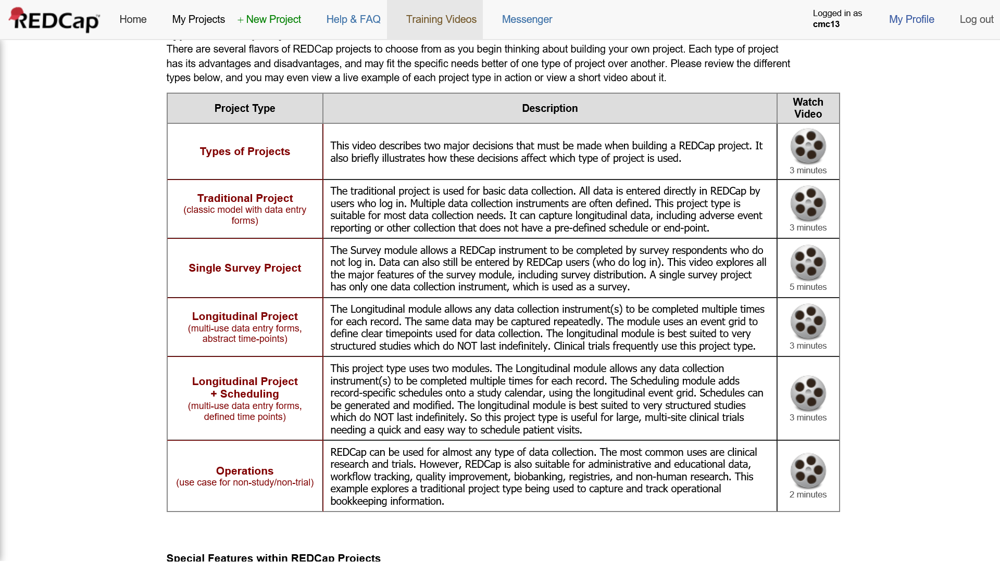 REDCap™
Home
My Projects
+ New Project
Help & FAQ
Training Videos
Messenger
Logged in as
cmc13
My Profile
Log out
There are several flavors of REDCap projects to choose from as you begin thinking about building your own project. Each type of project
has its advantages and disadvantages, and may fit the specific needs better of one type of project over another. Please review the different
types below, and you may even view a live example of each project type in action or view a short video about it.
Project Type
Description
Watch
Video
Types of Projects
This video describes two major decisions that must be made when building a REDCap project. It
also briefly illustrates how these decisions affect which type of project is used.
3 minutes
Traditional Project
(classic model with data entry
forms)
The traditional project is used for basic data collection. All data is entered directly in REDCap by
users who log in. Multiple data collection instruments are often defined. This project type is
suitable for most data collection needs. It can capture longitudinal data, including adverse event
reporting or other collection that does not have a pre-defined schedule or end-point.
3 minutes
Single Survey Project
The Survey module allows a REDCap instrument to be completed by survey respondents who do
not log in. Data can also still be entered by REDCap users (who do log in). This video explores all
the major features of the survey module, including survey distribution. A single survey project
has only one data collection instrument, which is used as a survey.
5 minutes
Longitudinal Project
(multi-use data entry forms,
abstract time-points)
The Longitudinal module allows any data collection instrument(s) to be completed multiple times
for each record. The same data may be captured repeatedly. The module uses an event grid to
define clear timepoints used for data collection. The longitudinal module is best suited to very
structured studies which do NOT last indefinitely. Clinical trials frequently use this project type.
3 minutes
Longitudinal Project
+ Scheduling
(multi-use data entry forms,
defined time points)
This project type uses two modules. The Longitudinal module allows any data collection
instrument(s) to be completed multiple times for each record. The Scheduling module adds
record-specific schedules onto a study calendar, using the longitudinal event grid. Schedules can
be generated and modified. The longitudinal module is best suited to very structured studies
which do NOT last indefinitely. So this project type is useful for large, multi-site clinical trials
needing a quick and easy way to schedule patient visits.
3 minutes
Operations
(use case for non-study/non-trial)
REDCap can be used for almost any type of data collection. The most common uses are clinical
research and trials. However, REDCap is also suitable for administrative and educational data,
workflow tracking, quality improvement, biobanking, registries, and non-human research. This
example explores a traditional project type being used to capture and track operational
bookkeeping information.
2 minutes
Special Features within REDCap Projects